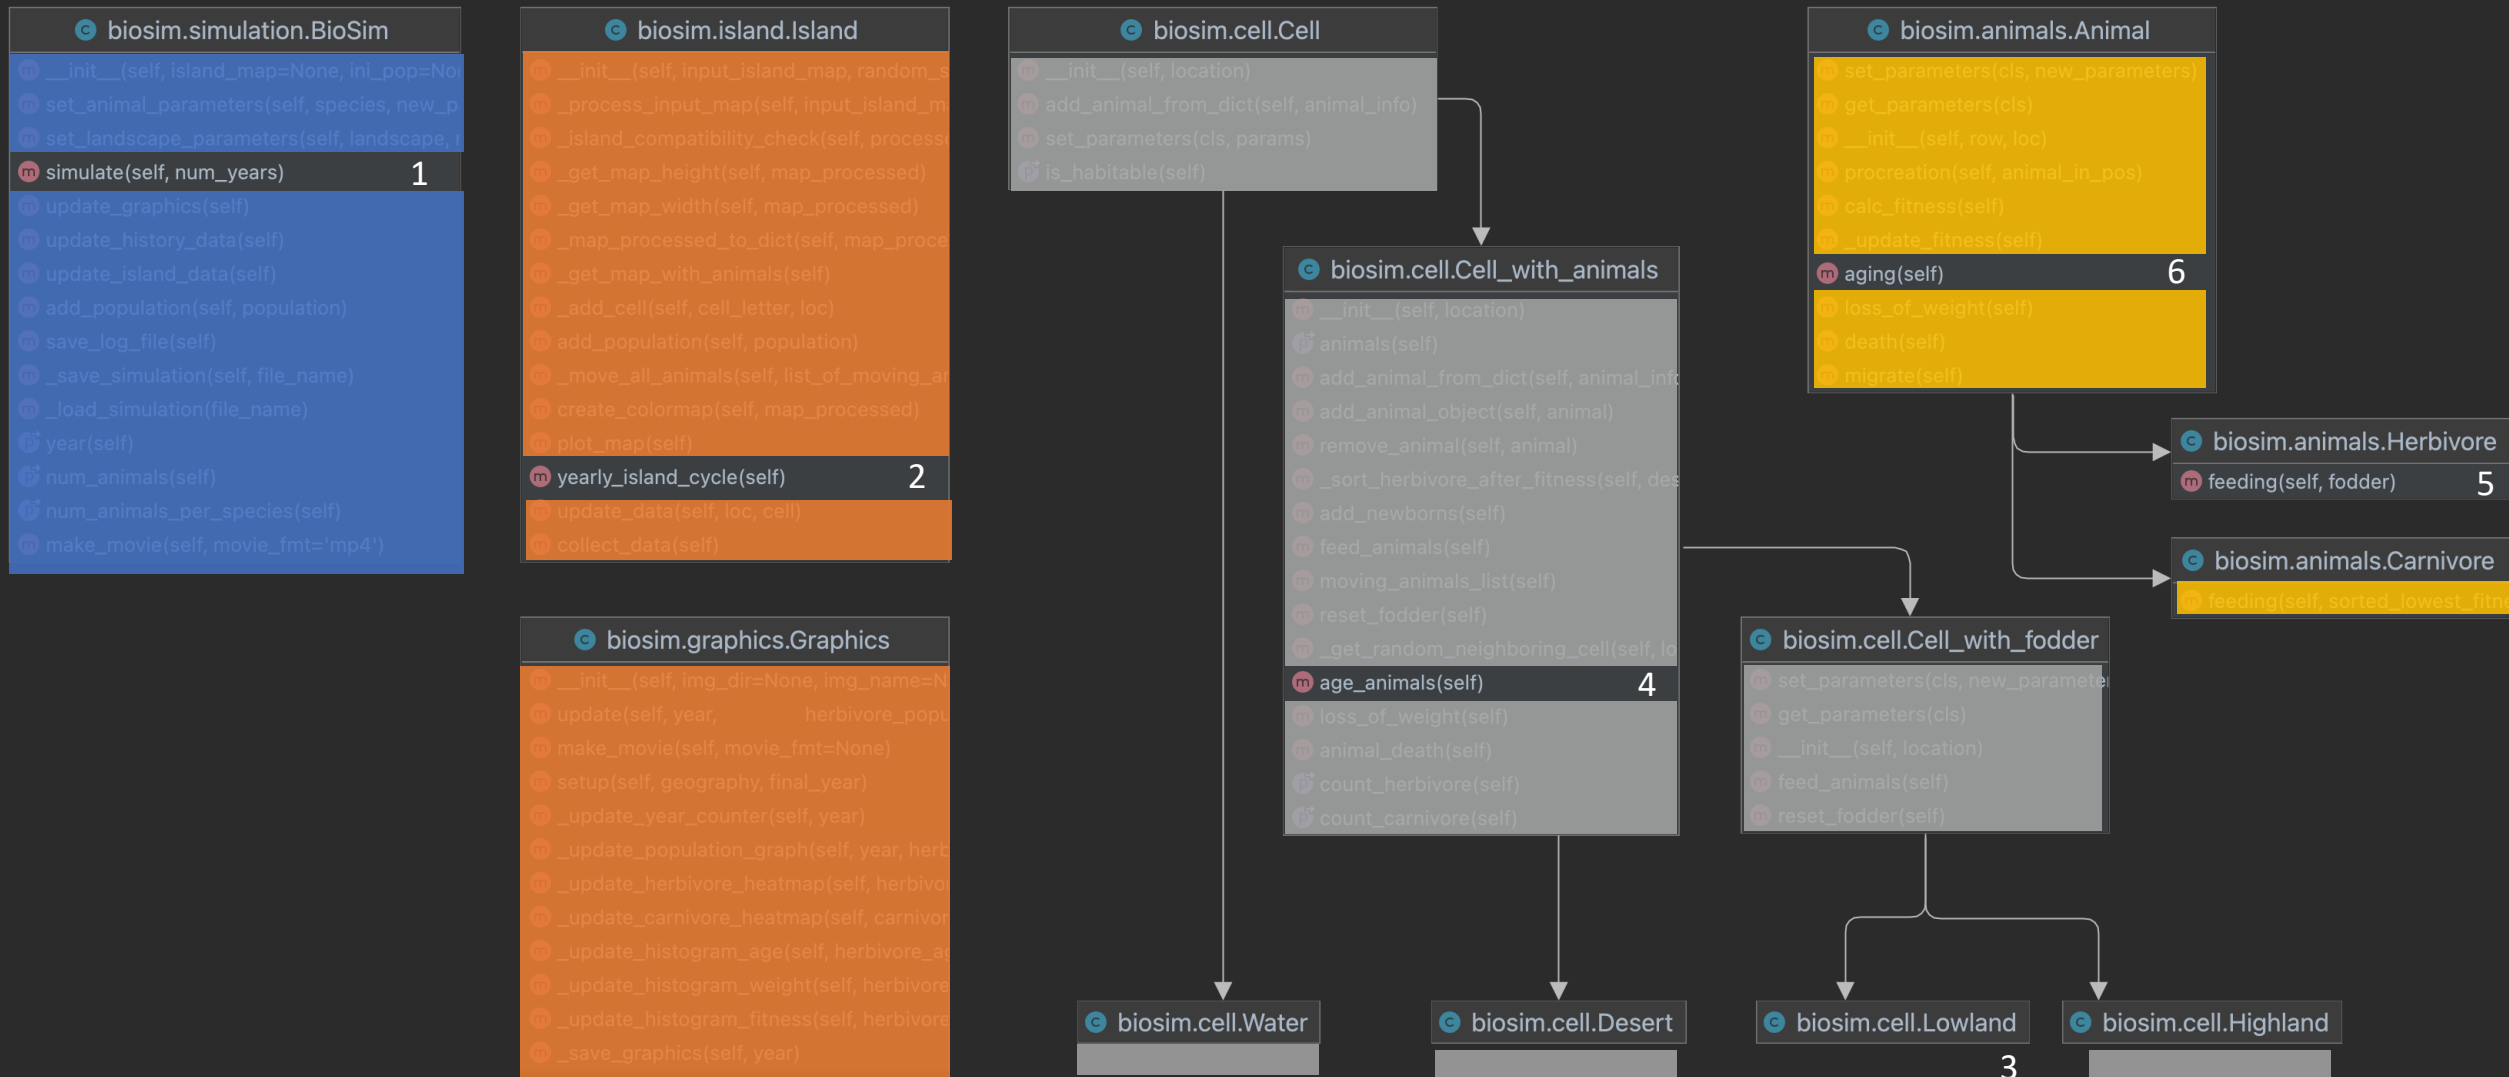 biosim.simulation.BioSim
__init__(self, island_map=None, ini_pop=No
set_animal_parameters(self, species, new_p
set_landscape_parameters(self, landscape,
simulate(self, num_years)
1
update_graphics(self)
update_history_data(self)
update_island_data(self)
add_population(self, population)
save_log_file(self)
_save_simulation(self, file_name)
_load_simulation(file_name)
year(self)
num_animals(self)
num_animals_per_species(self)
make_movie(self, movie_fmt='mp4')
biosim.island.Island
__init__(self, input_island_map, random_s
_process_input_map(self, input_island_m
_island_compatibility_check(self, process
_get_map_height(self, map_processed)
_get_map_width(self, map_processed)
_map_processed_to_dict(self, map_proce
_get_map_with_animals(self)
_add_cell(self, cell_letter, loc)
add_population(self, population)
_move_all_animals(self, list_of_moving_an
create_colormap(self, map_processed)
plot_map(self)
yearly_island_cycle(self)
2
update_data(self, loc, cell)
collect_data(self)
biosim.graphics.Graphics
__init__(self, img_dir=None, img_name=N
update(self, year, herbivore_popu
make_movie(self, movie_fmt=None)
setup(self, geography, final_year)
_update_year_counter(self, year)
_update_population_graph(self, year, herb
_update_herbivore_heatmap(self, herbivor
_update_carnivore_heatmap(self, carnivor
_update_histogram_age(self, herbivore_ag
_update_histogram_weight(self, herbivore
_update_histogram_fitness(self, herbivore
_save_graphics(self, year)
biosim.cell.Cell
__init__(self, location)
add_animal_from_dict(self, animal_info)
set_parameters(cls, params)
is_habitable(self)
biosim.cell.Cell_with_animals
__init__(self, location)
animals(self)
add_animal_from_dict(self, animal_info
add_animal_object(self, animal)
remove_animal(self, animal)
_sort_herbivore_after_fitness(self, des
add_newborns(self)
feed_animals(self)
moving_animals_list(self)
reset_fodder(self)
_get_random_neighboring_cell(self, lo
age_animals(self)
4
loss_of_weight(self)
animal_death(self)
count_herbivore(self)
count_carnivore(self)
biosim.animals.Animal
set_parameters(cls, new_parameters)
get_parameters(cls)
__init__(self, row, loc)
procreation(self, animal_in_pos)
calc_fitness(self)
_update_fitness(self)
aging(self)
6
loss_of_weight(self)
death(self)
migrate(self)
biosim.animals.Herbivore
feeding(self, fodder)
5
biosim.animals.Carnivore
feeding(self, sorted_lowest_fitne
biosim.cell.Cell_with_fodder
set_parameters(cls, new_parameter
get_parameters(cls)
__init__(self, location)
feed_animals(self)
reset_fodder(self)
biosim.cell.Water
biosim.cell.Desert
biosim.cell.Lowland
3
biosim.cell.Highland